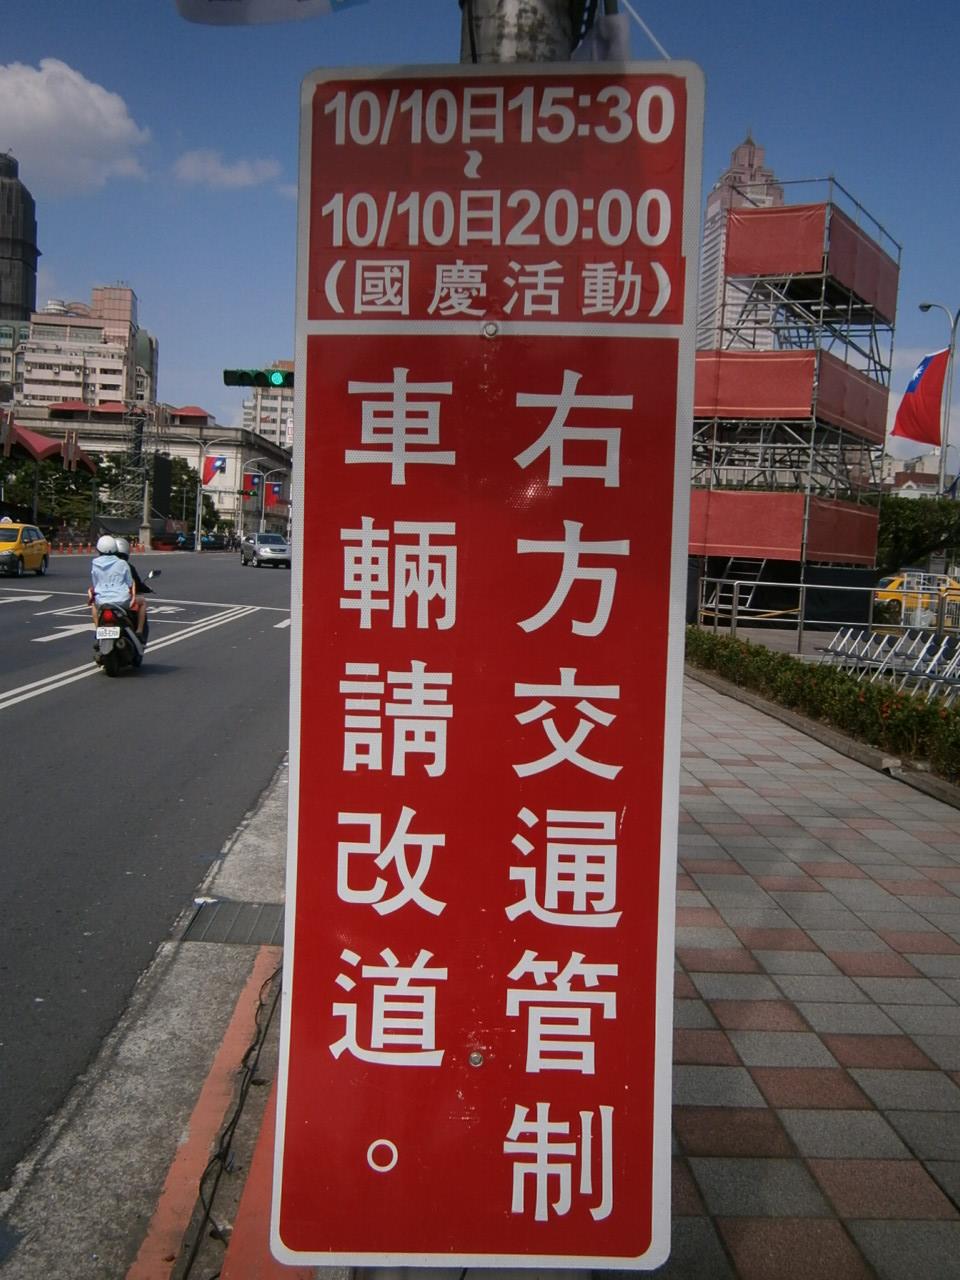 10/10日15:30
~
10/10日20:00
(國慶活動)
右方交通管制
車輛請改道。